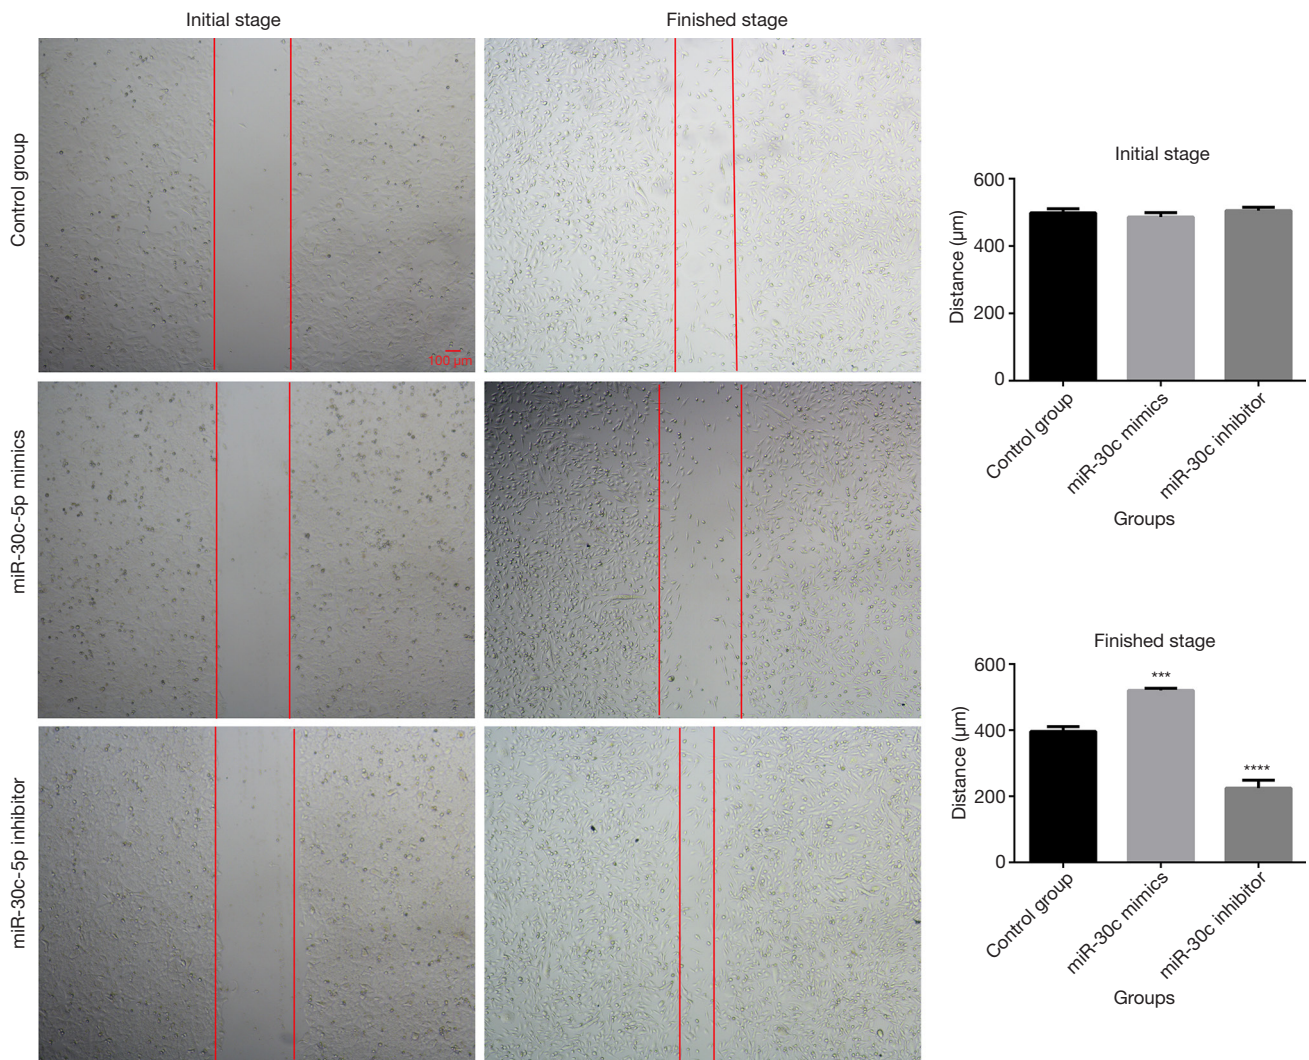 Initial stage
Finished stage
Control group
100 µm
miR-30c-5p mimics
miR-30c-5p inhibitor
Initial stage
Distance (µm)
600
400
200
0
Control group
miR-30c mimics
miR-30c inhibitor
Groups
Finished stage
Distance (µm)
600
400
200
0
***
****
Control group
miR-30c mimics
miR-30c inhibitor
Groups